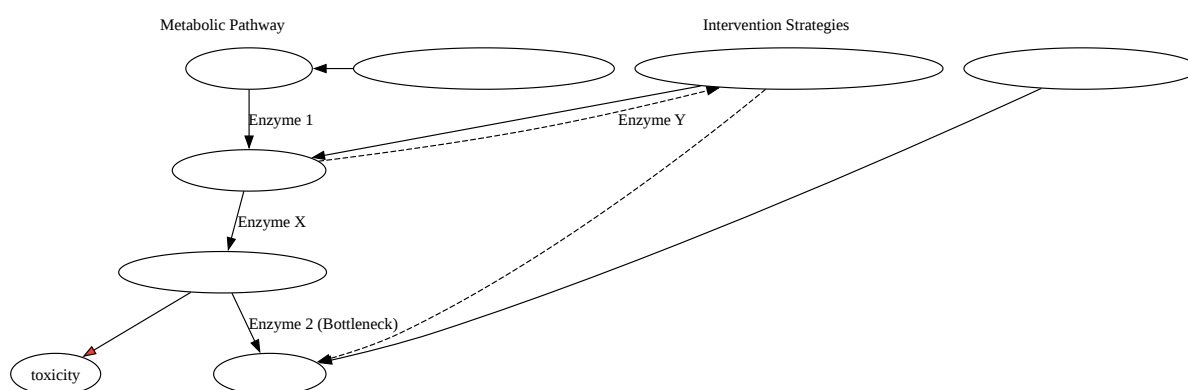 Metabolic Pathway
Intervention Strategies
Enzyme 1
Enzyme Y
Enzyme X
Enzyme 2 (Bottleneck)
toxicity